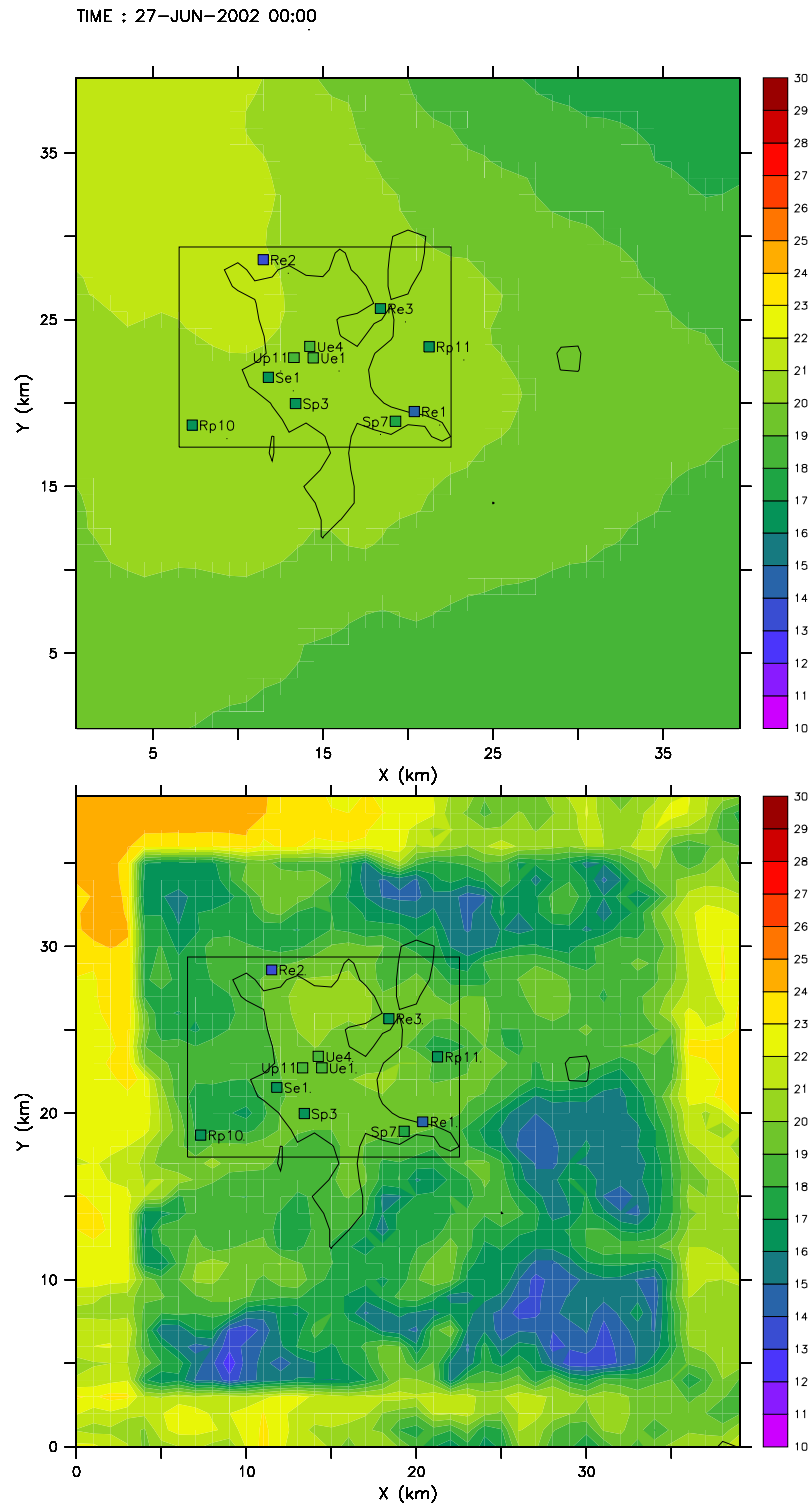 TIME : 27-JUN-2002 00:00
30
29
28
27
26
25
24
23
22
21
20
19
18
17
16
15
14
13
12
11
10
35
25
15
5
Y (km)
Re2
Re3
Ue4
Up11
Ue1
Rp11
Se1
Sp3
Re1
Sp7
Rp10
5
15
25
35
X (km)
30
29
28
27
26
25
24
23
22
21
20
19
18
17
16
15
14
13
12
11
10
30
20
10
0
Y (km)
Re2.
Re3.
Ue4.
Up11
Ue1.
Rp11.
Se1.
Sp3
Re1.
Sp7
Rp10.
0
10
20
30
X (km)